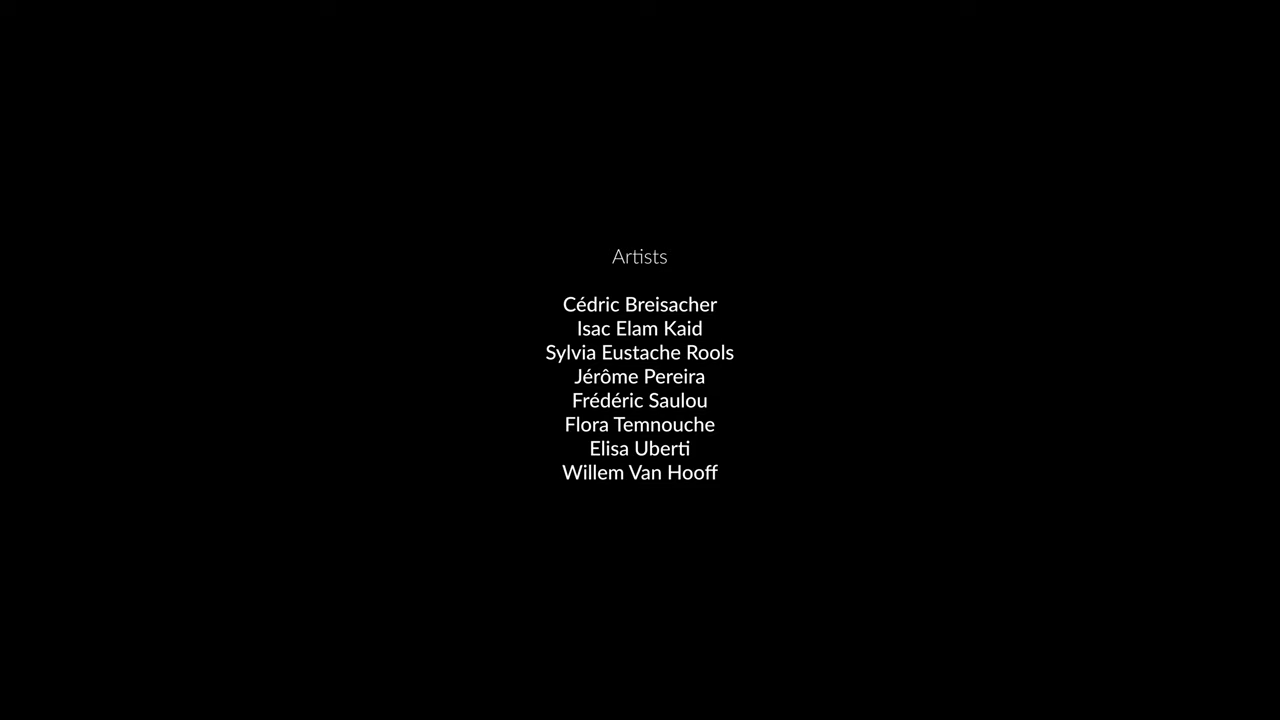 Artists
Cédric Breisacher
Isac Elam Kaid
Sylvia Eustache Rools
Jérôme Pereira
Frédéric Saulou
Flora Temnouche
Elisa Uberti
Willem Van Hooff